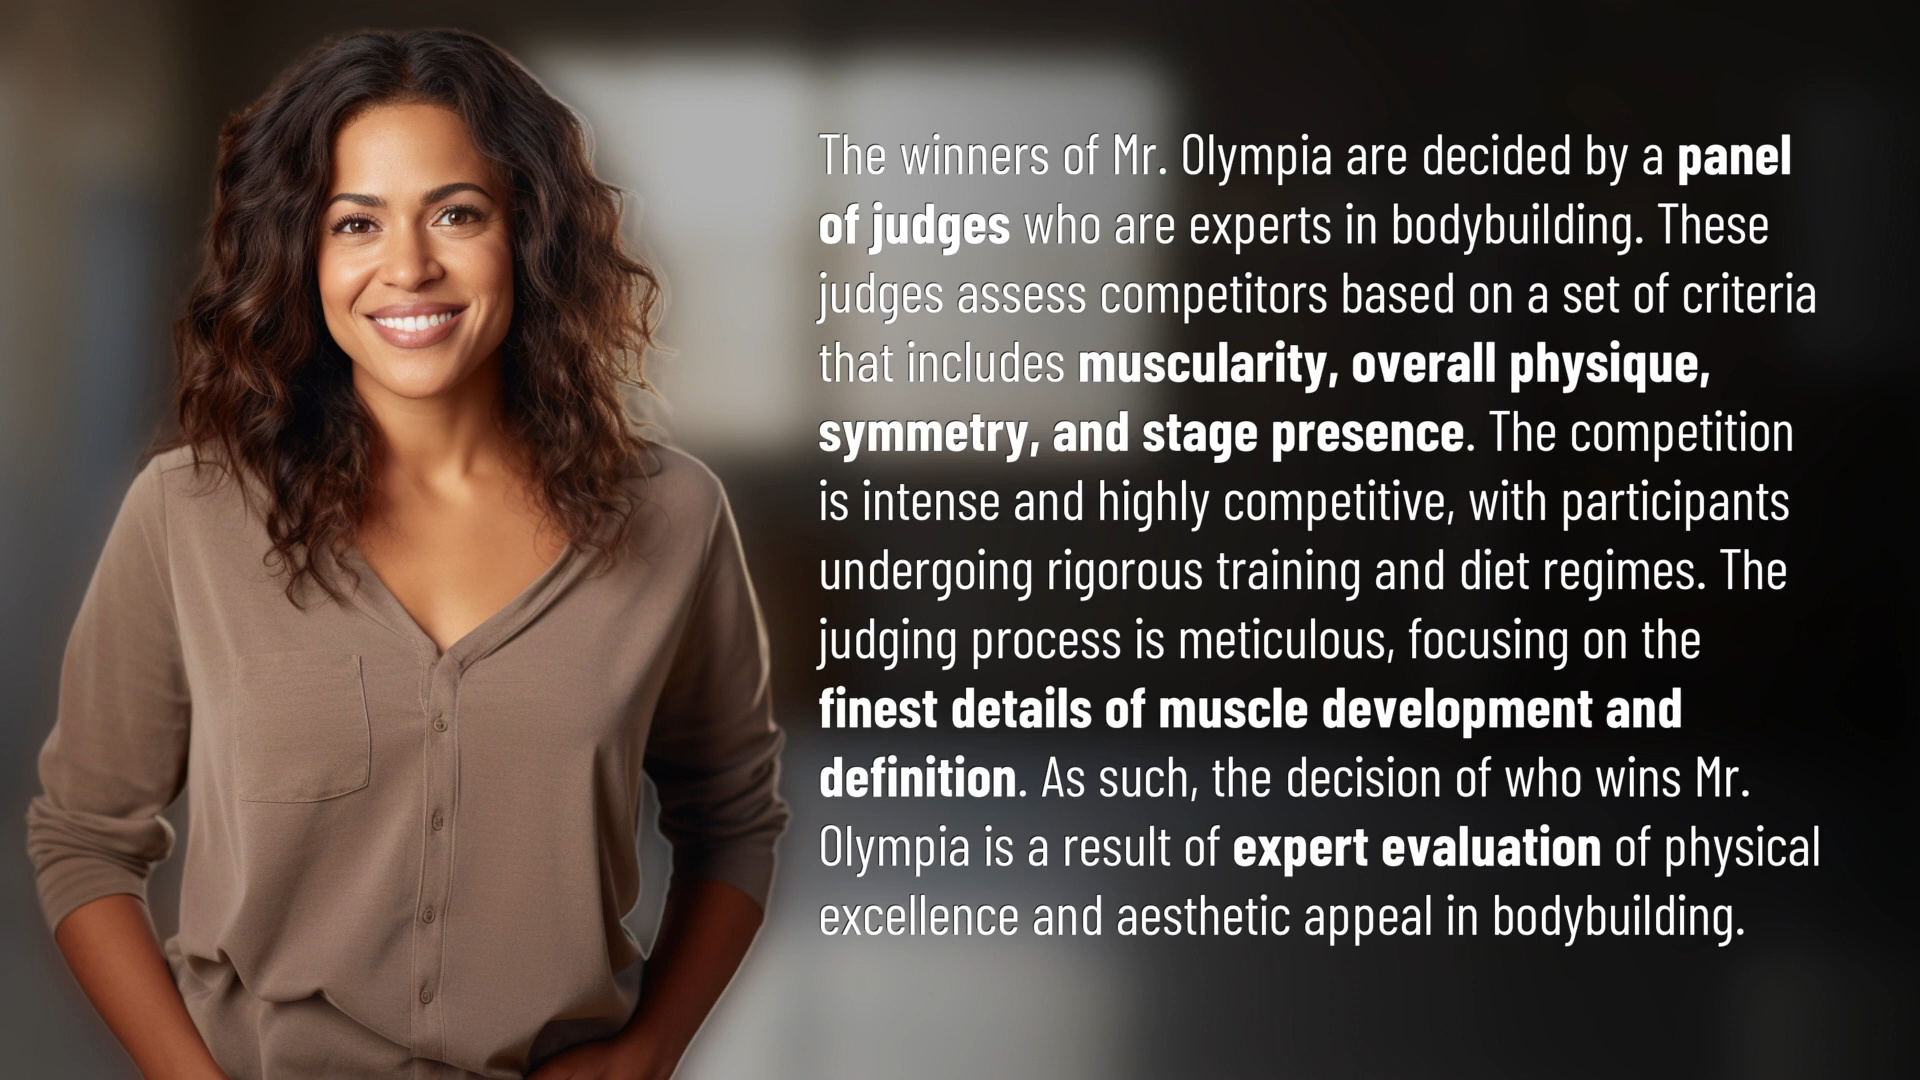 The winners of Mr. Olympia are decided by a panel
of judges who are experts in bodybuilding. These
judges assess competitors based on a set of criteria
that includes muscularity, overall physique,
symmetry, and stage presence. The competition
is intense and highly competitive, with participants
undergoing rigorous training and diet regimes. The
judging process is meticulous, focusing on the
finest details of muscle development and
definition. As such, the decision of who wins Mr.
Olympia is a result of expert evaluation of physical
excellence and aesthetic appeal in bodybuilding.